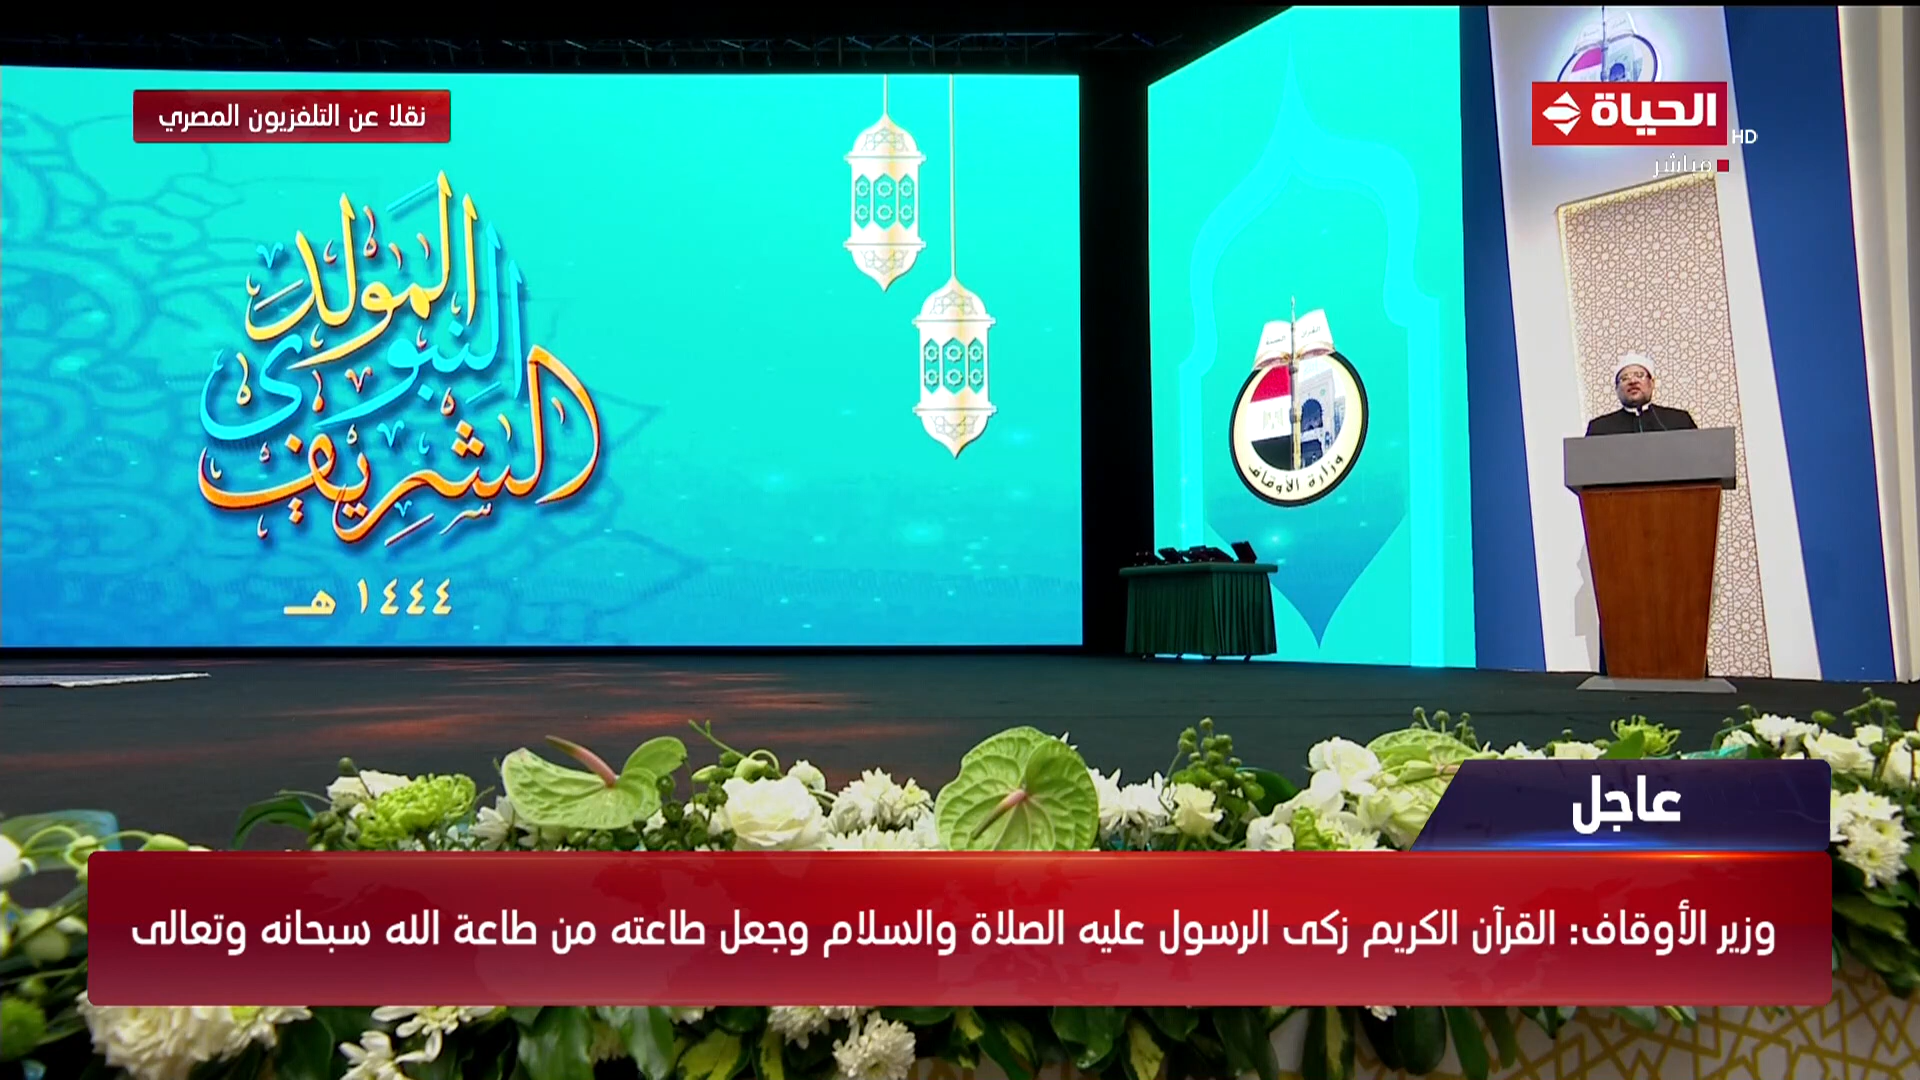 نقلا عن التلفزيون المصري
الحياة
HD
مباشر
المولد
النبوي
الشريف
١٤٤٤ هـ
وزارة الأوقاف
عاجل
وزير الأوقاف: القرآن الكريم زكى الرسول عليه الصلاة والسلام وجعل طاعته من طاعة الله سبحانه وتعالى